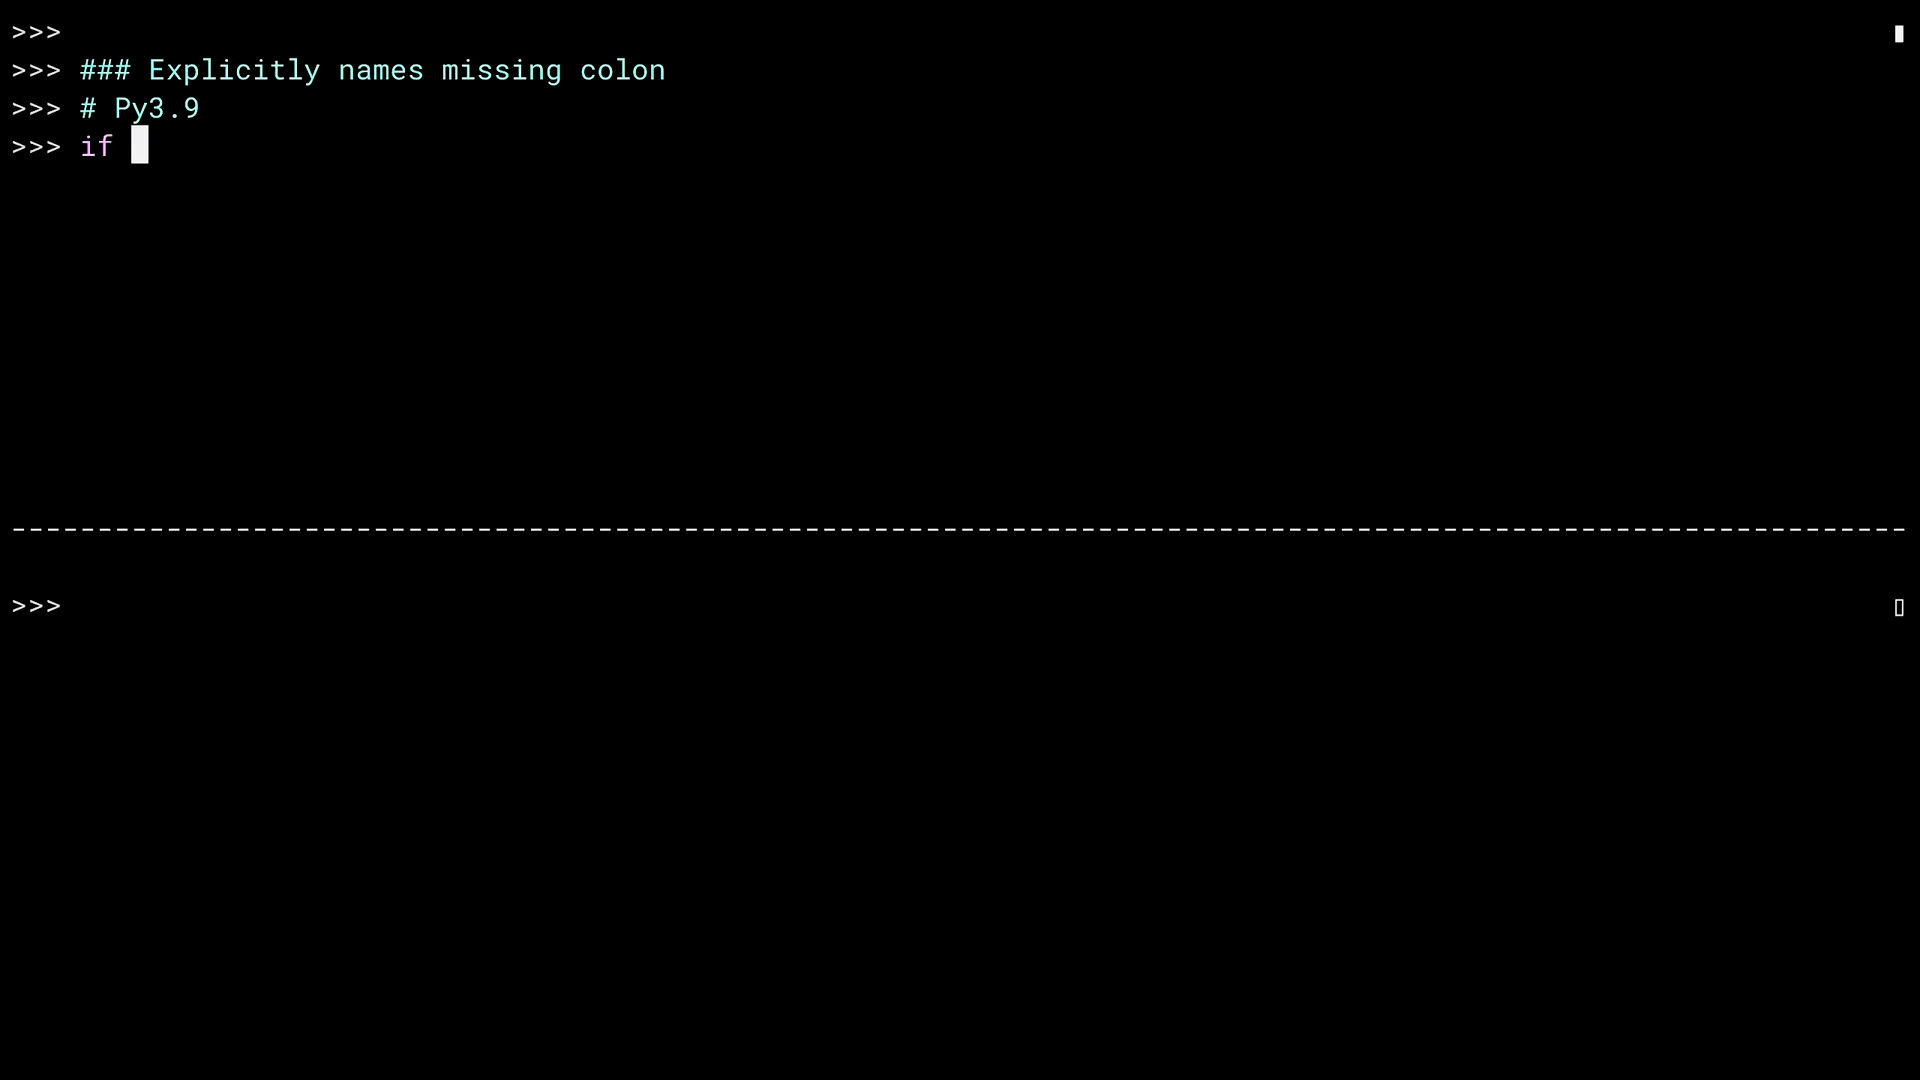 >>>
>>> ### Explicitly names missing colon
>>> # Py3.9
>>> if
--------------------------------------------------------------------------------------------------------------
>>>